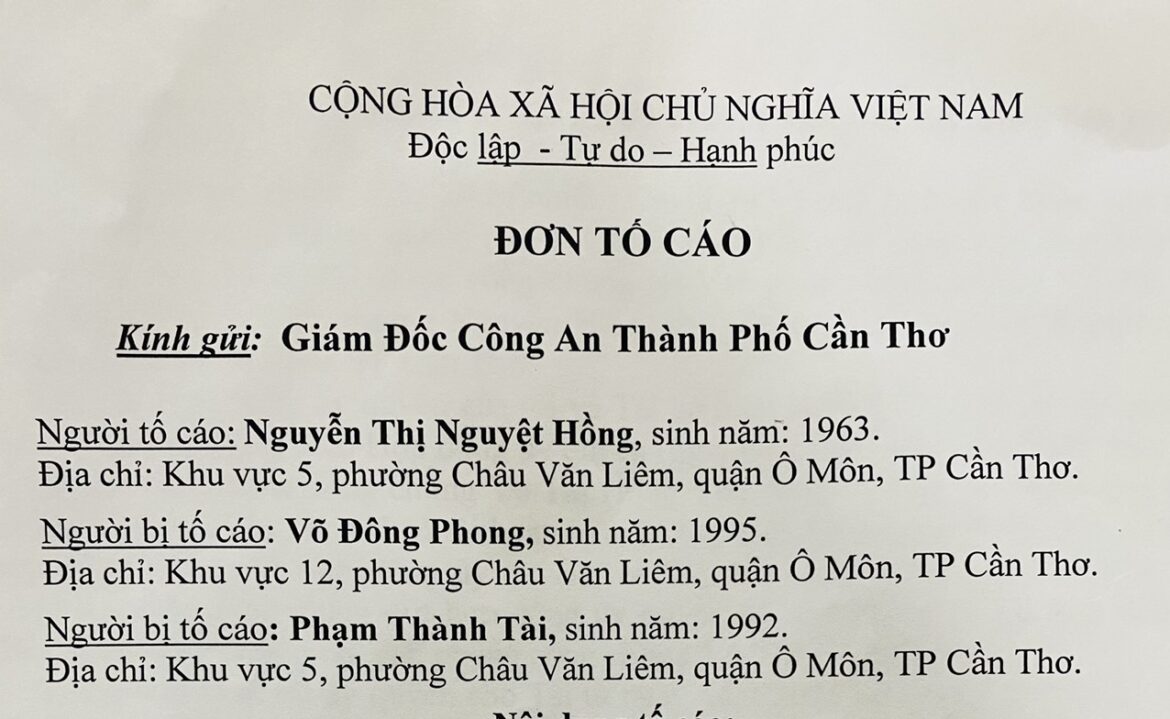 CỘNG HÒA XÃ HỘI CHỦ NGHĨA VIỆT NAM
Độc lập - Tự do – Hạnh phúc
ĐƠN TỐ CÁO
Kính gửi: Giám Đốc Công An Thành Phố Cần Thơ
Người tố cáo: Nguyễn Thị Nguyệt Hồng, sinh năm: 1963.
Địa chỉ: Khu vực 5, phường Châu Văn Liêm, quận Ô Môn, TP Cần Thơ.
Người bị tố cáo: Võ Đông Phong, sinh năm: 1995.
Địa chỉ: Khu vực 12, phường Châu Văn Liêm, quận Ô Môn, TP Cần Thơ.
Người bị tố cáo: Phạm Thành Tài, sinh năm: 1992.
Địa chỉ: Khu vực 5, phường Châu Văn Liêm, quận Ô Môn, TP Cần Thơ.